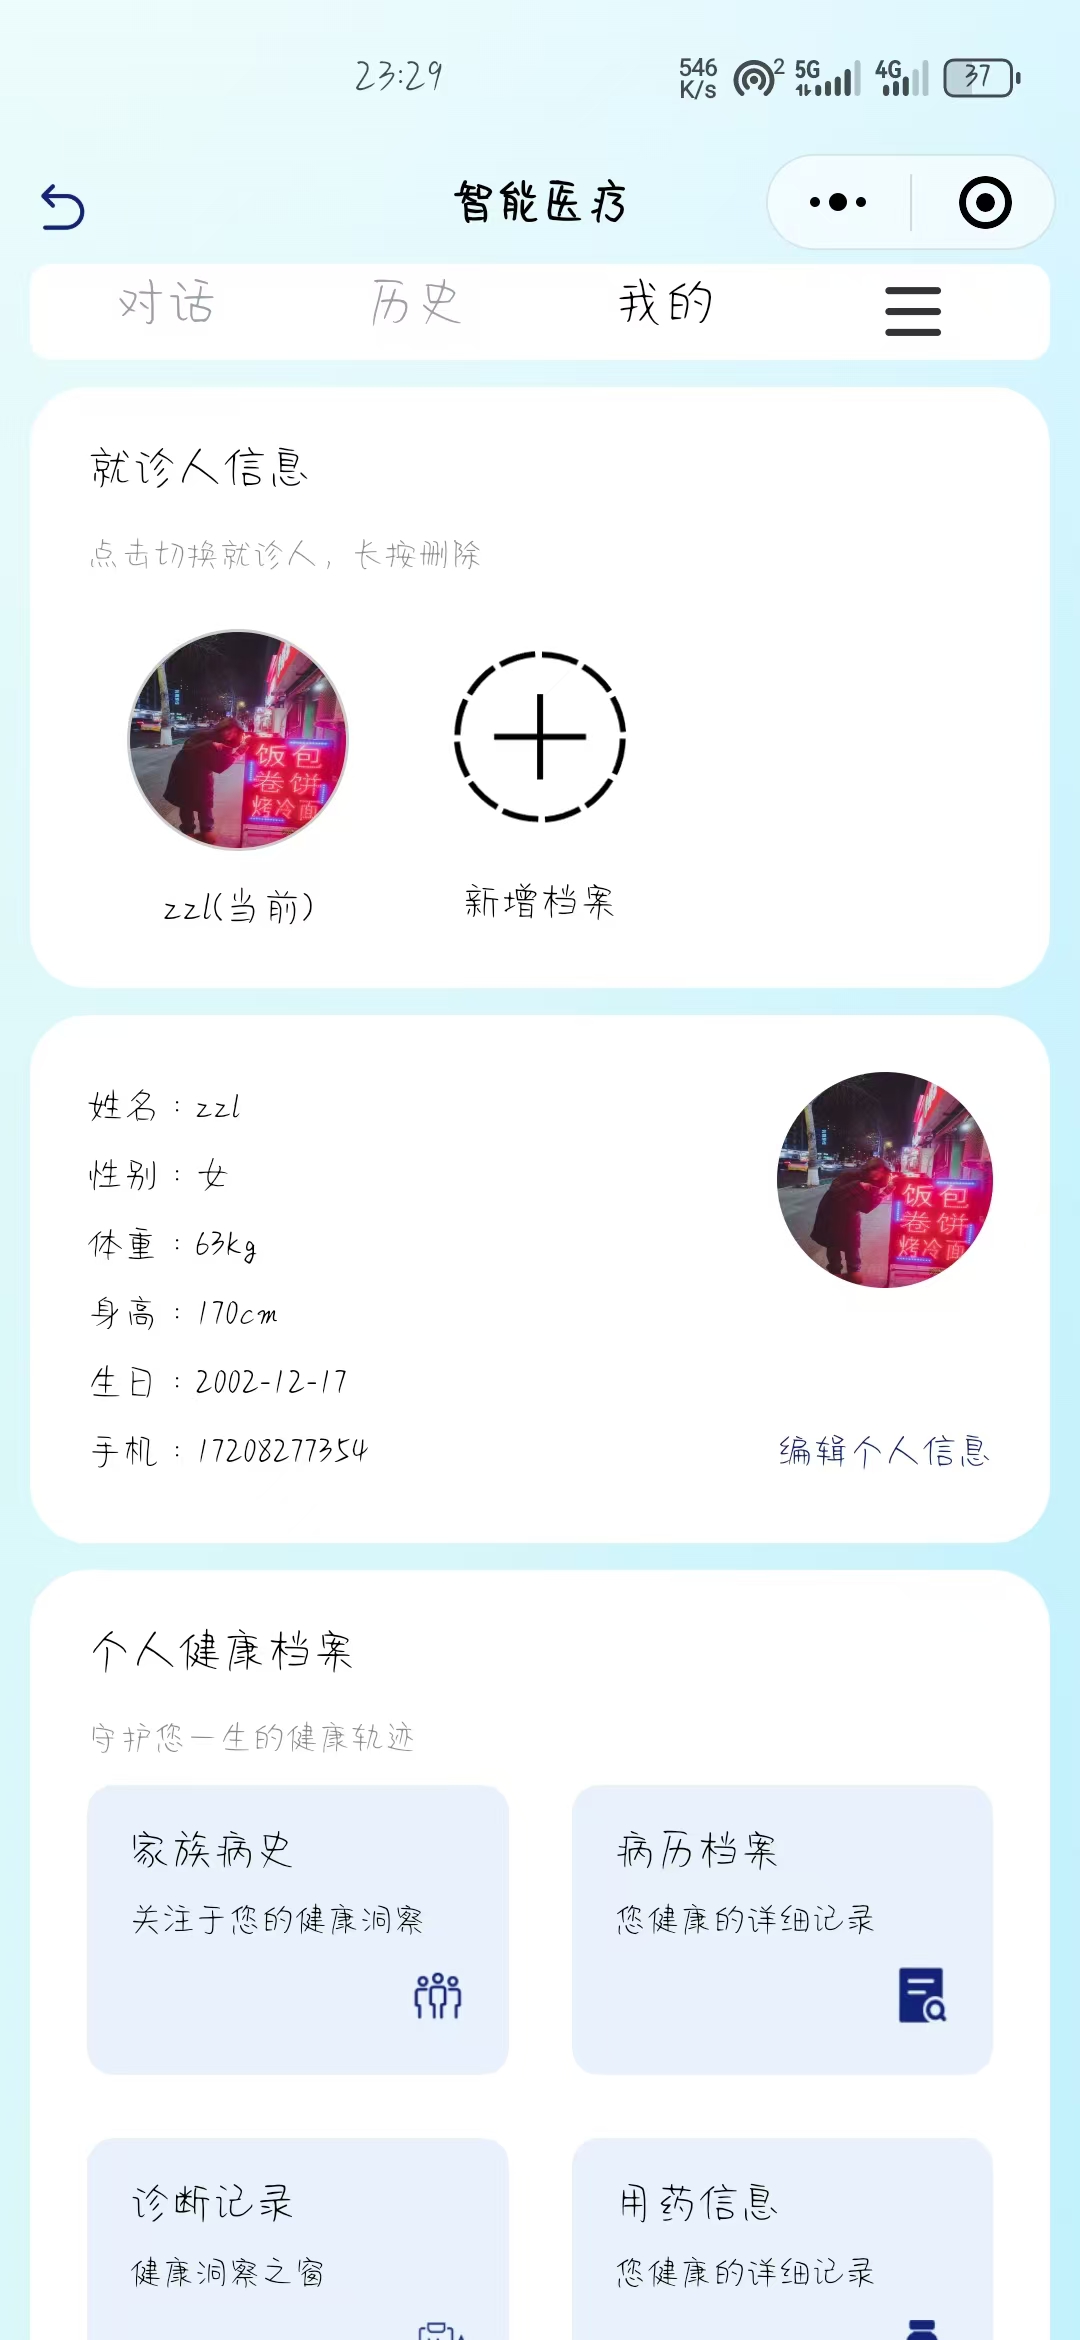 23:29
546 K/s 2 5G 4G 37
智能医疗
对话 历史 我的
就诊人信息
点击切换就诊人，长按删除
饭包
卷饼
烤冷面
zzl(当前) 新增档案
姓名：zzl
性别：女
体重：63kg
身高：170cm
生日：2002-12-17
手机：17208277354
饭包
卷饼
烤冷面
编辑个人信息
个人健康档案
守护您一生的健康轨迹
家族病史
关注于您的健康洞察
病历档案
您健康的详细记录
诊断记录
健康洞察之窗
用药信息
您健康的详细记录